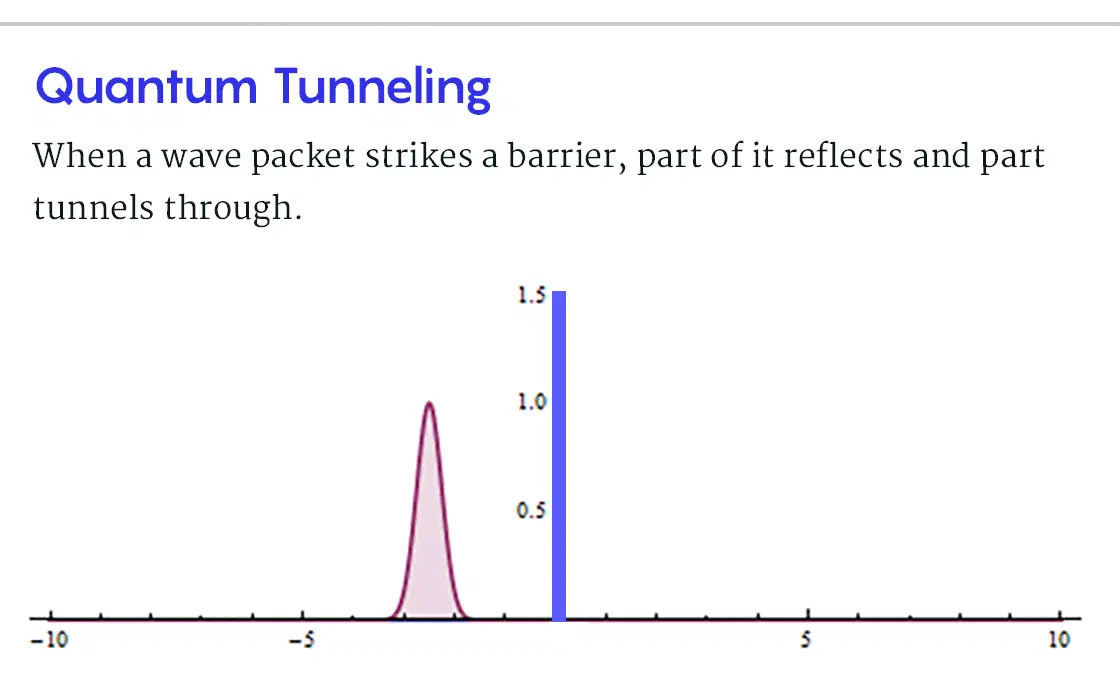 Quantum Tunneling
When a wave packet strikes a barrier, part of it reflects and part
tunnels through.
1.5
1.0
0.5
−10 −5 5 10